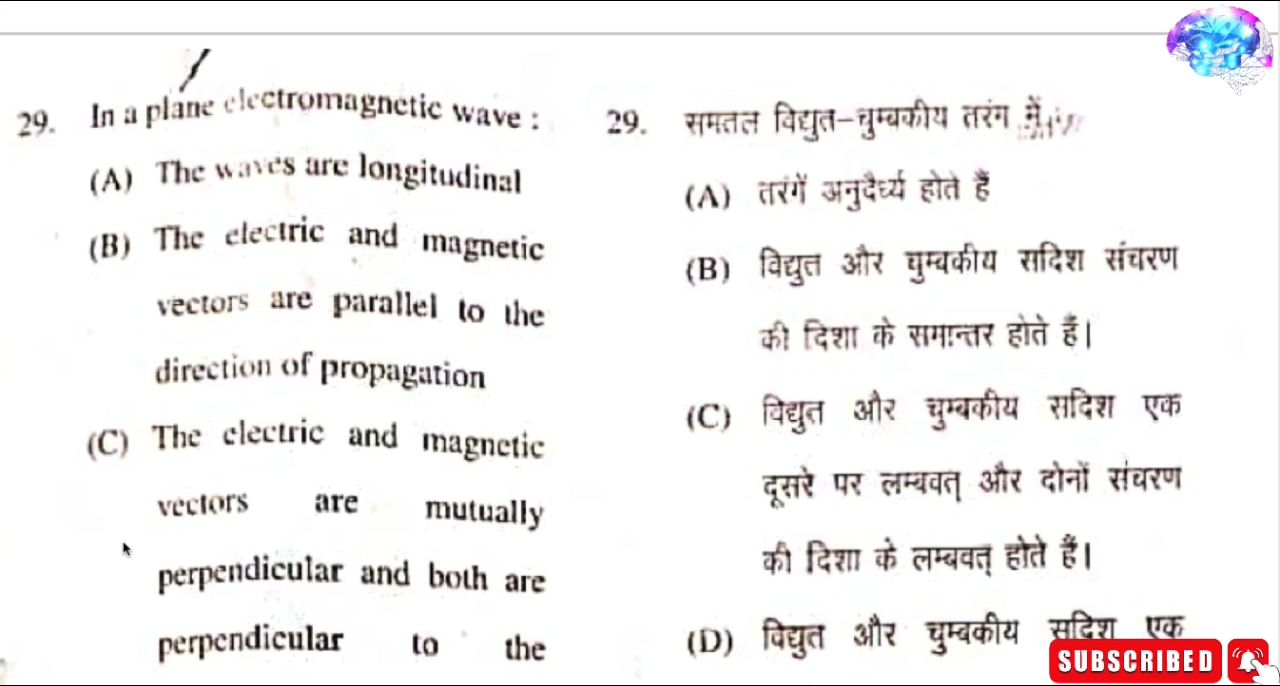 29. In a plane electromagnetic wave :
(A) The waves are longitudinal
(B) The electric and magnetic
vectors are parallel to the
direction of propagation
(C) The electric and magnetic
vectors are mutually
perpendicular and both are
perpendicular to the
29. समतल विद्युत-चुम्बकीय तरंग में
(A) तरंगें अनुदैर्ध्य होते हैं
(B) विद्युत और चुम्बकीय सदिश संचरण
की दिशा के समान्तर होते हैं।
(C) विद्युत और चुम्बकीय सदिश एक
दूसरे पर लम्बवत् और दोनों संचरण
की दिशा के लम्बवत् होते हैं।
(D) विद्युत और चुम्बकीय सदिश एक
SUBSCRIBED